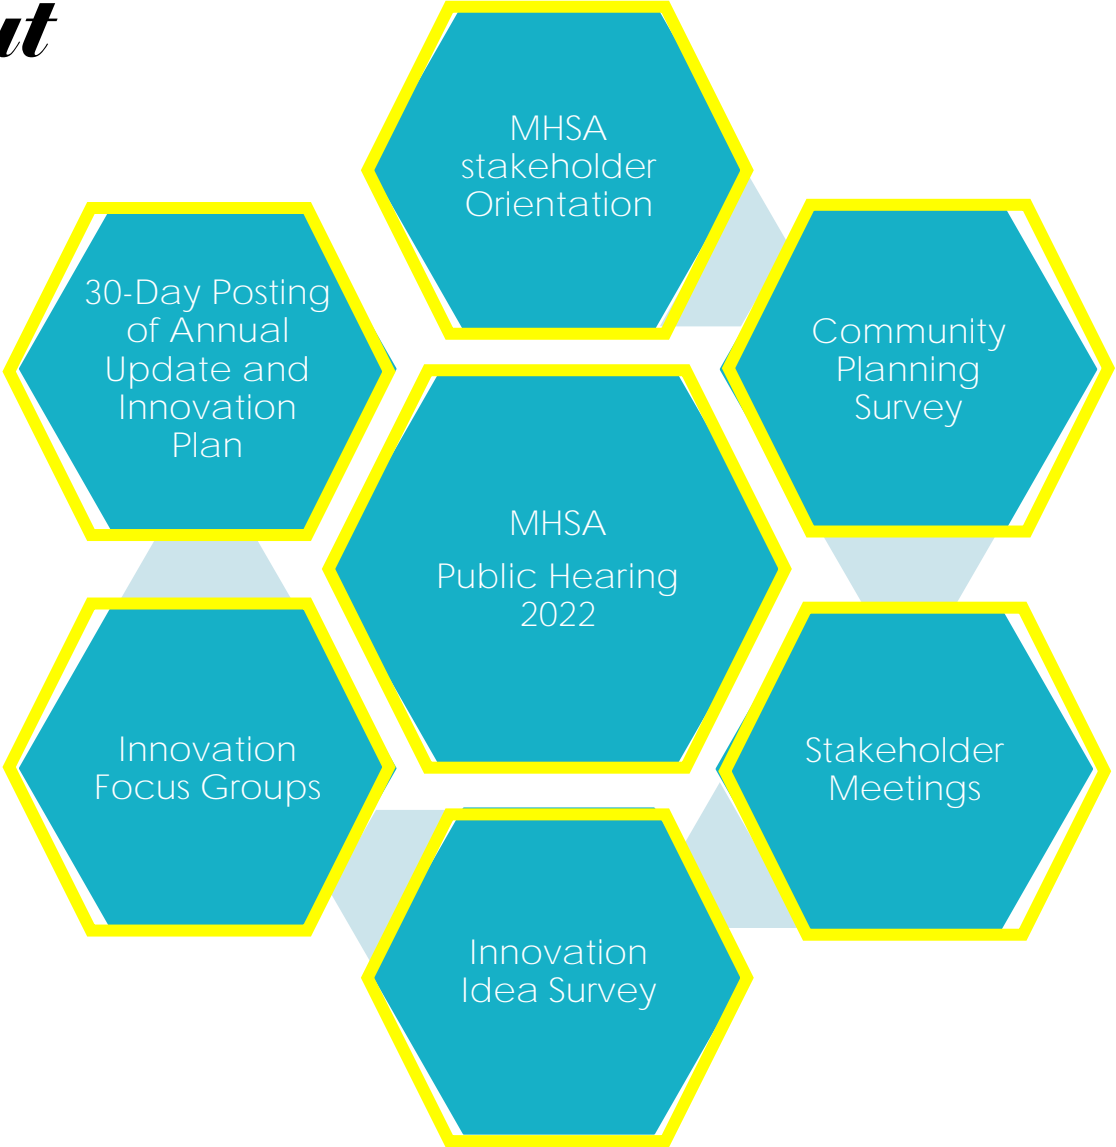 MHSA
stakeholder
Orientation
30-Day Posting
of Annual
Update and
Innovation
Plan
Community
Planning
Survey
MHSA
Public Hearing
2022
Innovation
Focus Groups
Stakeholder
Meetings
Innovation
Idea Survey